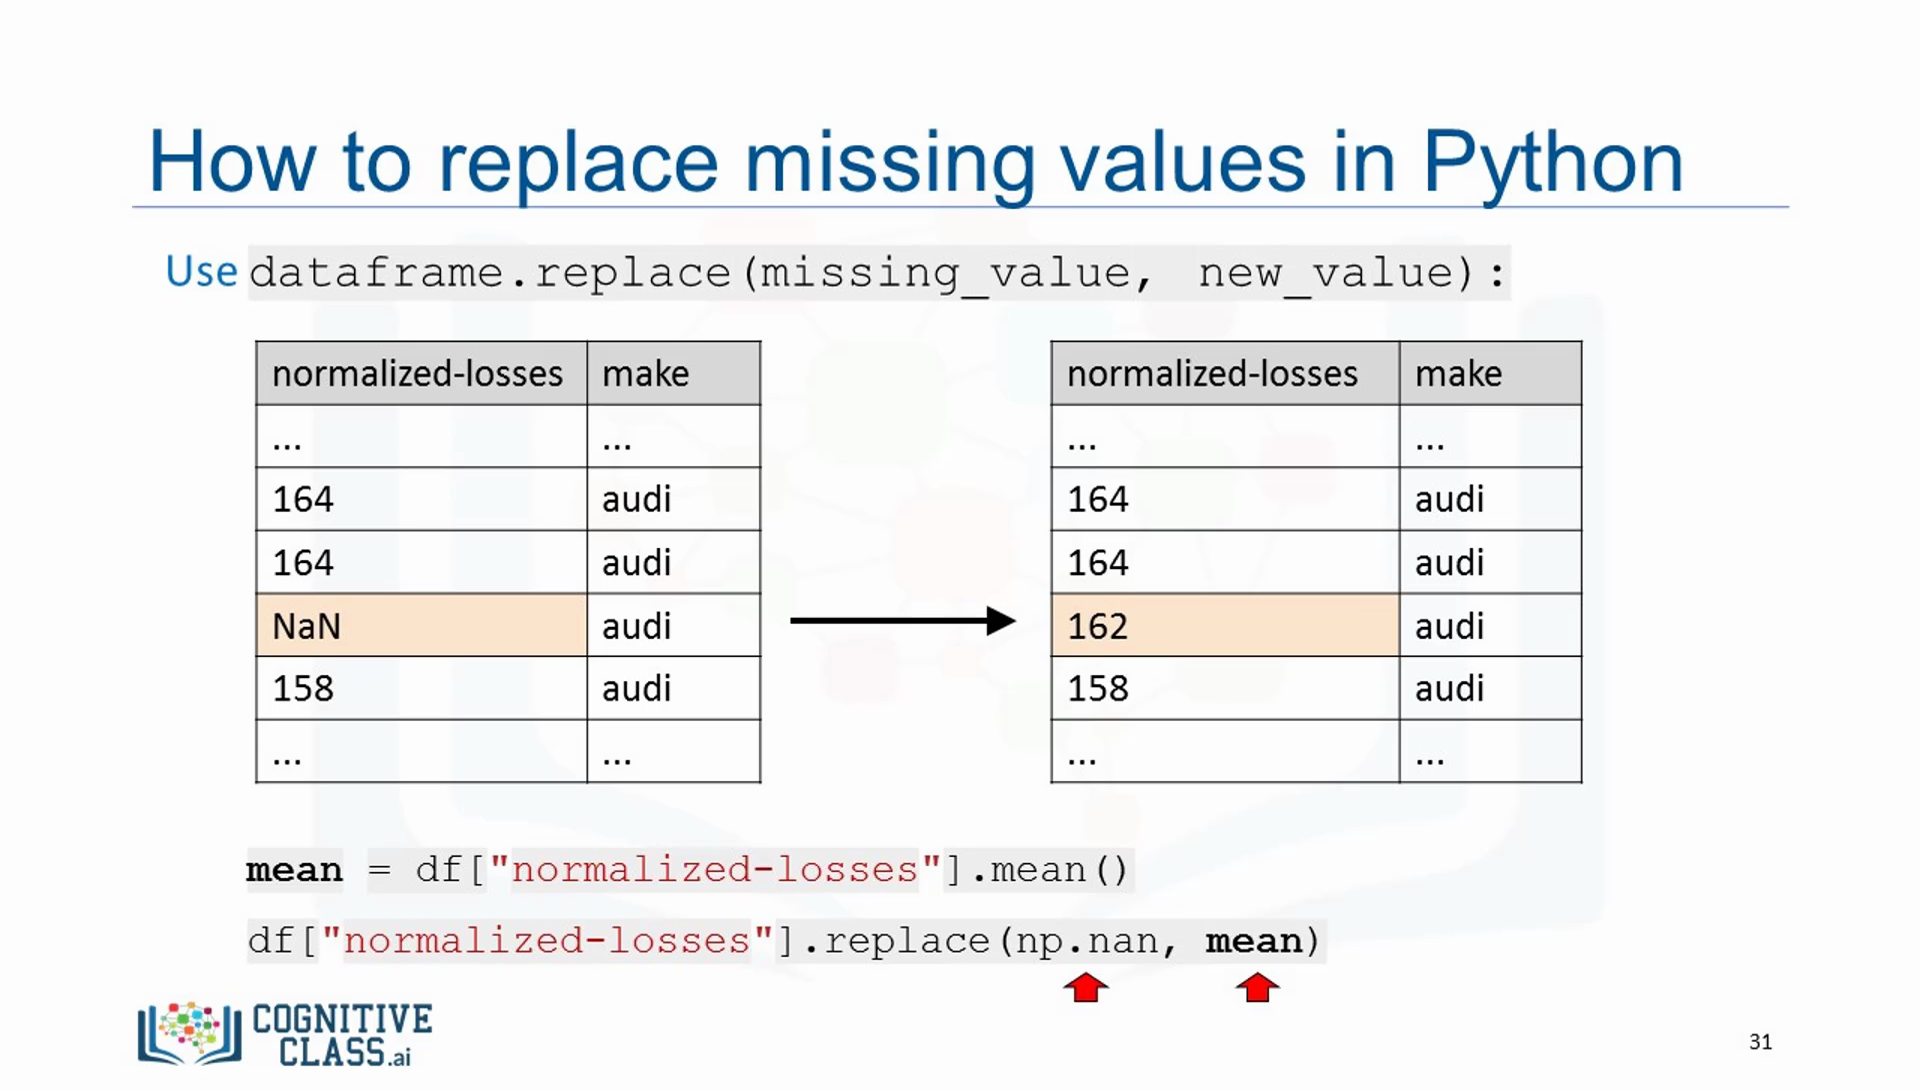 How to replace missing values in Python
Use dataframe.replace(missing_value, new_value):
normalized-losses make
... ...
164 audi
164 audi
NaN audi
158 audi
... ...
normalized-losses make
... ...
164 audi
164 audi
162 audi
158 audi
... ...
mean = df["normalized-losses"].mean()
df["normalized-losses"].replace(np.nan, mean)
COGNITIVE
CLASS.ai
31